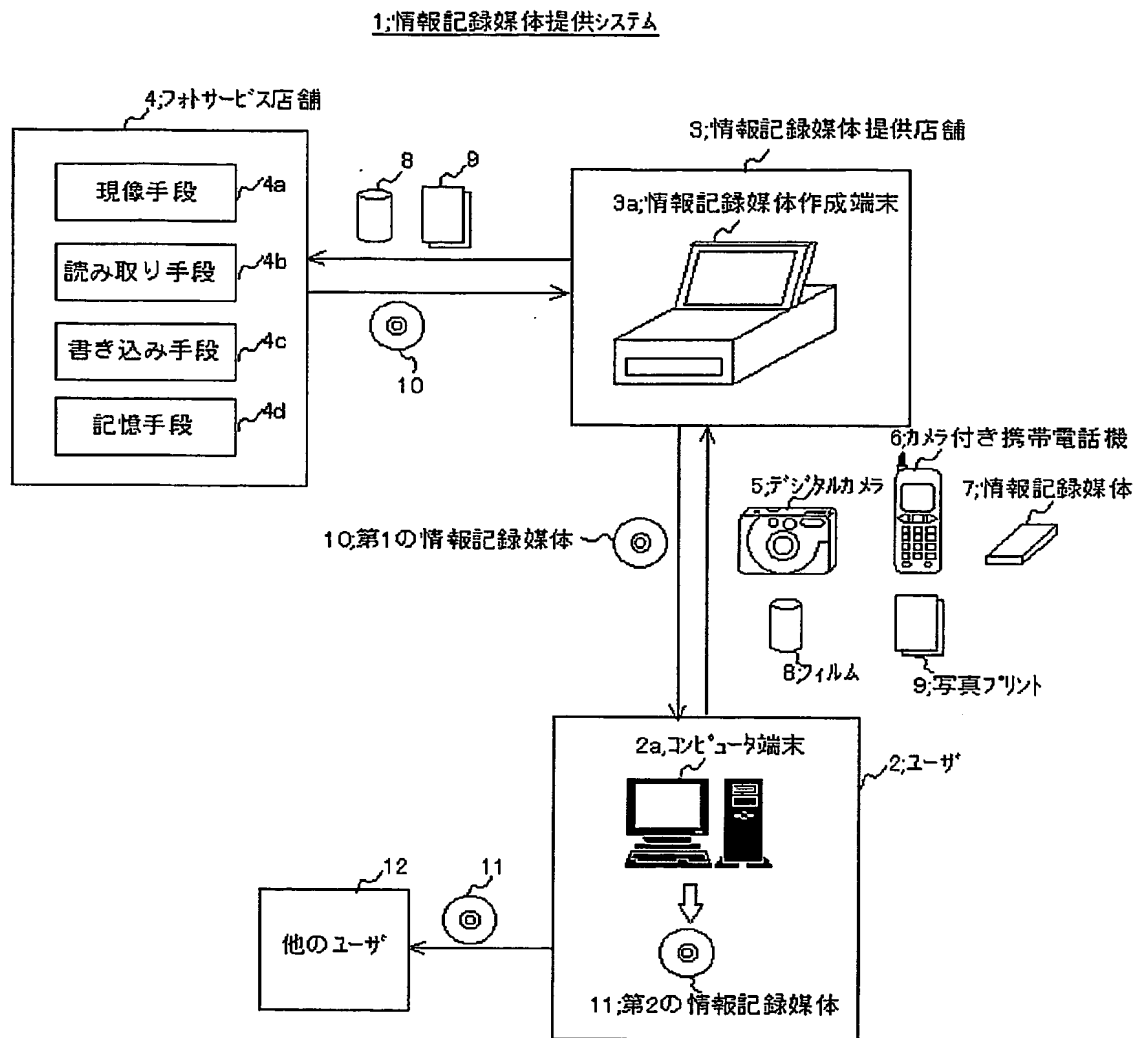 1;情報記録媒体提供システム
4;フォトサービス店舗
現像手段
4a
読み取り手段
4b
書き込み手段
4c
記憶手段
4d
8
9
10
3;情報記録媒体提供店舗
3a;情報記録媒体作成端末
6;カメラ付き携帯電話機
5;デジタルカメラ
7;情報記録媒体
10;第1の情報記録媒体
8;フィルム
9;写真プリント
2a,コンピュータ端末
2;ユーザ
12
11
他のユーザ
11;第2の情報記録媒体